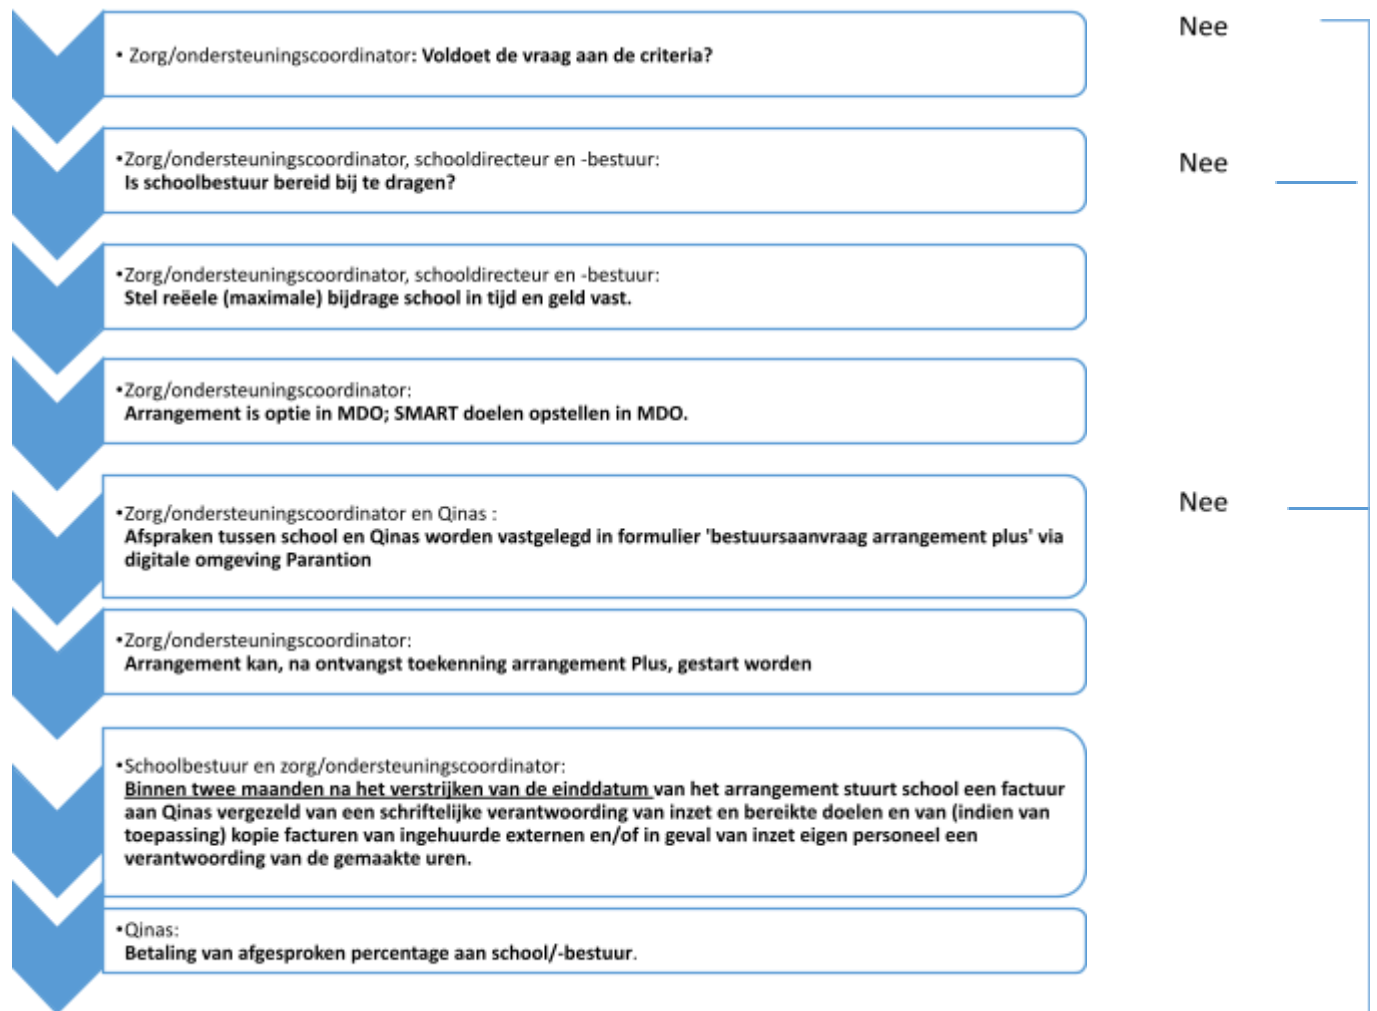 • Zorg/ondersteuningscoordinator: Voldoet de vraag aan de criteria?
Nee
•Zorg/ondersteuningscoordinator, schooldirecteur en -bestuur:
Is schoolbestuur bereid bij te dragen?
Nee
•Zorg/ondersteuningscoordinator, schooldirecteur en -bestuur:
Stel reëele (maximale) bijdrage school in tijd en geld vast.
•Zorg/ondersteuningscoordinator:
Arrangement is optie in MDO; SMART doelen opstellen in MDO.
•Zorg/ondersteuningscoordinator en Qinas :
Afspraken tussen school en Qinas worden vastgelegd in formulier 'bestuursaanvraag arrangement plus' via
digitale omgeving Parantion
Nee
•Zorg/ondersteuningscoordinator:
Arrangement kan, na ontvangst toekenning arrangement Plus, gestart worden
•Schoolbestuur en zorg/ondersteuningscoordinator:
Binnen twee maanden na het verstrijken van de einddatum van het arrangement stuurt school een factuur
aan Qinas vergezeld van een schriftelijke verantwoording van inzet en bereikte doelen en van (indien van
toepassing) kopie facturen van ingehuurde externen en/of in geval van inzet eigen personeel een
verantwoording van de gemaakte uren.
•Qinas:
Betaling van afgesproken percentage aan school/-bestuur.